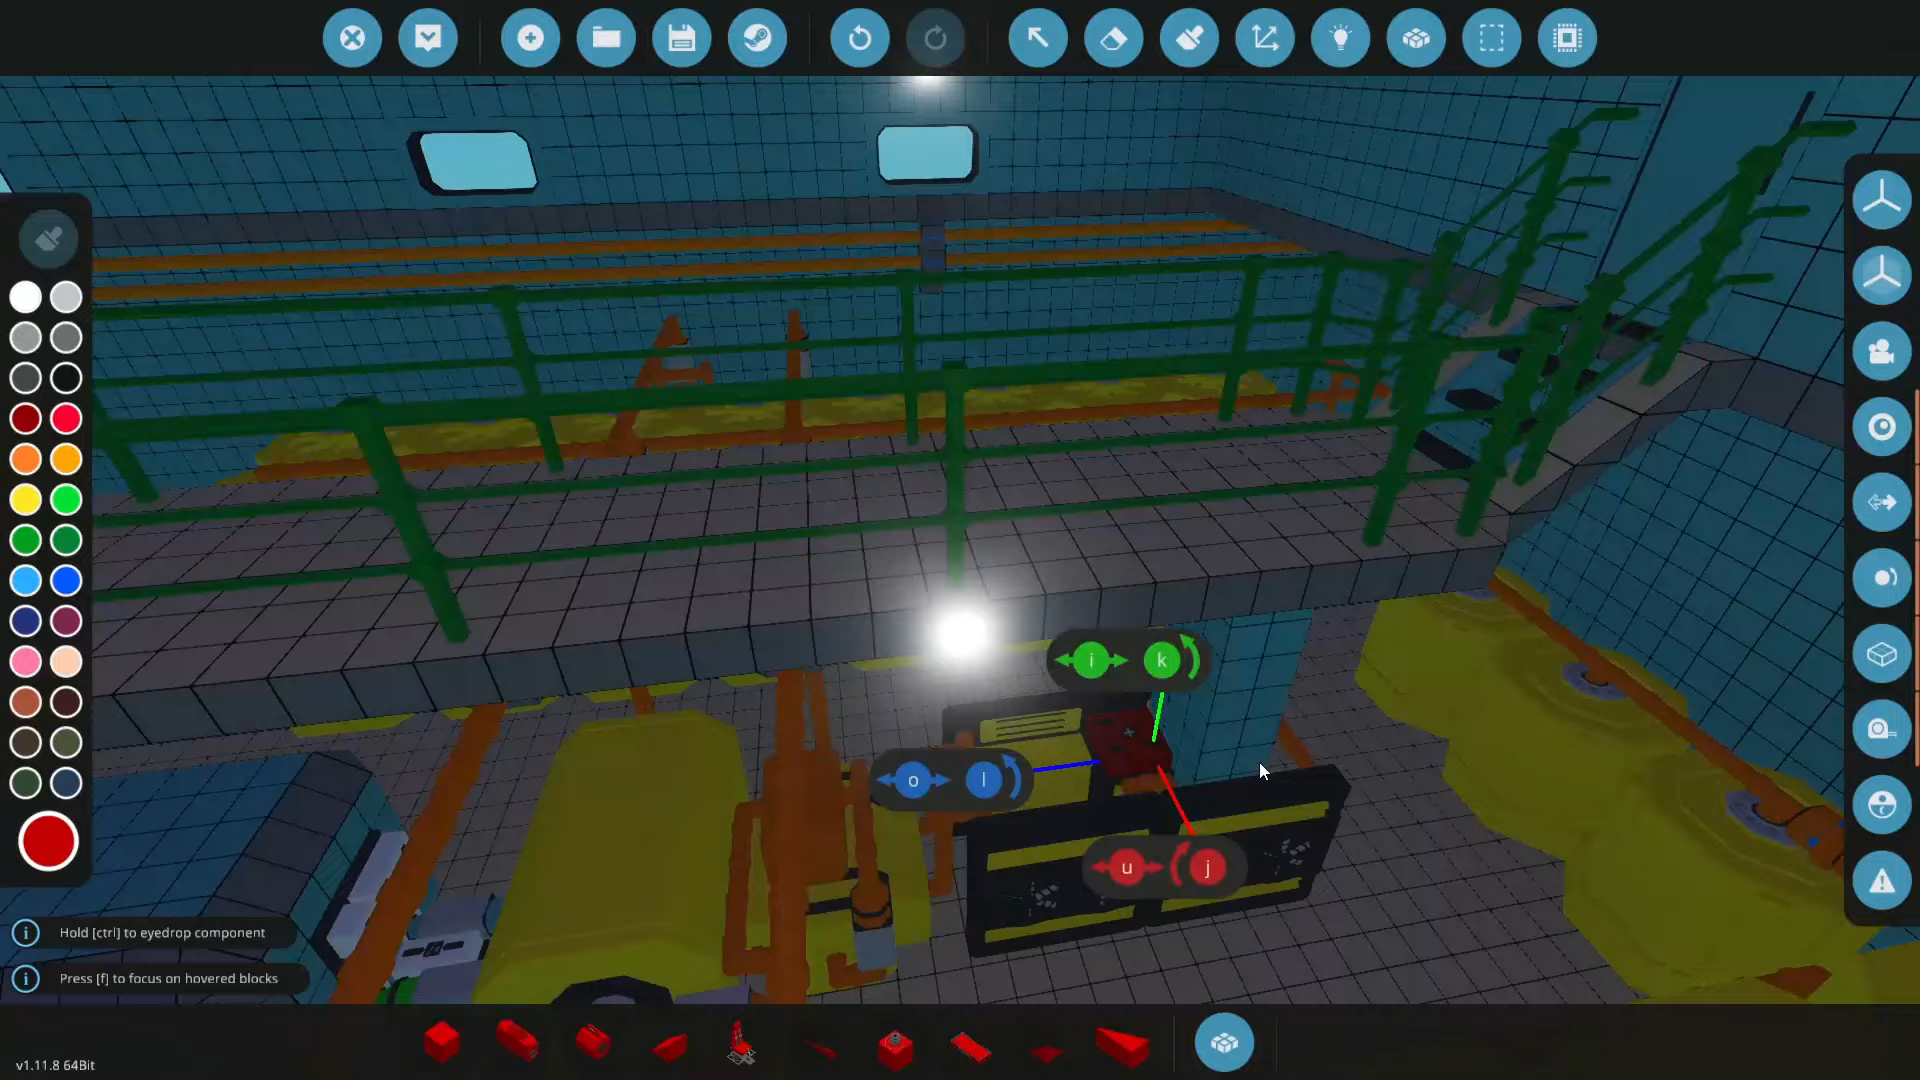 i k
o l
u j
Hold [ctrl] to eyedrop component
Press [f] to focus on hovered blocks
v1.11.8 64Bit